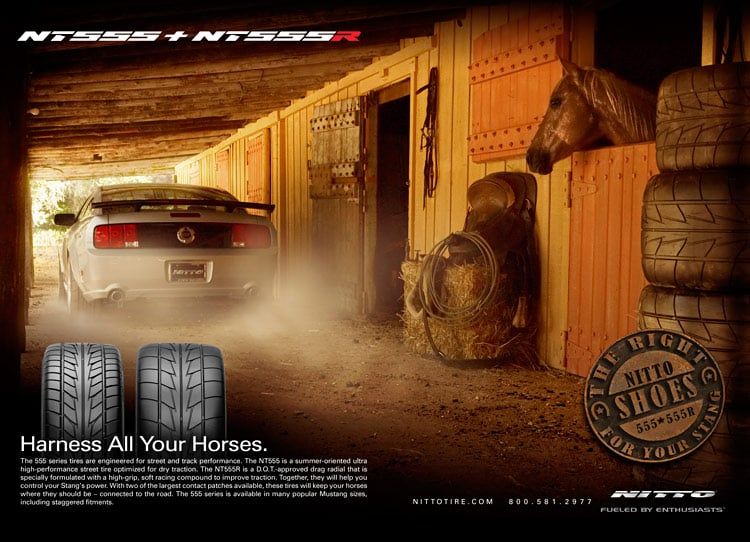 NT555 + NT555R
NITTO
THE RIGHT
NITTO
SHOES
555★555R
FOR YOUR STANG
Harness All Your Horses.
The 555 series tires are engineered for street and track performance. The NT555 is a summer-oriented ultra
high-performance street tire optimized for dry traction. The NT555R is a D.O.T.-approved drag radial that is
specially formulated with a high-grip, soft racing compound to improve traction. Together, they will help you
control your Stang's power. With two of the largest contact patches available, these tires will keep your horses
where they should be – connected to the road. The 555 series is available in many popular Mustang sizes,
including staggered fitments.
NITTOTIRE.COM 800.581.2977
NITTO
FUELED BY ENTHUSIASTS